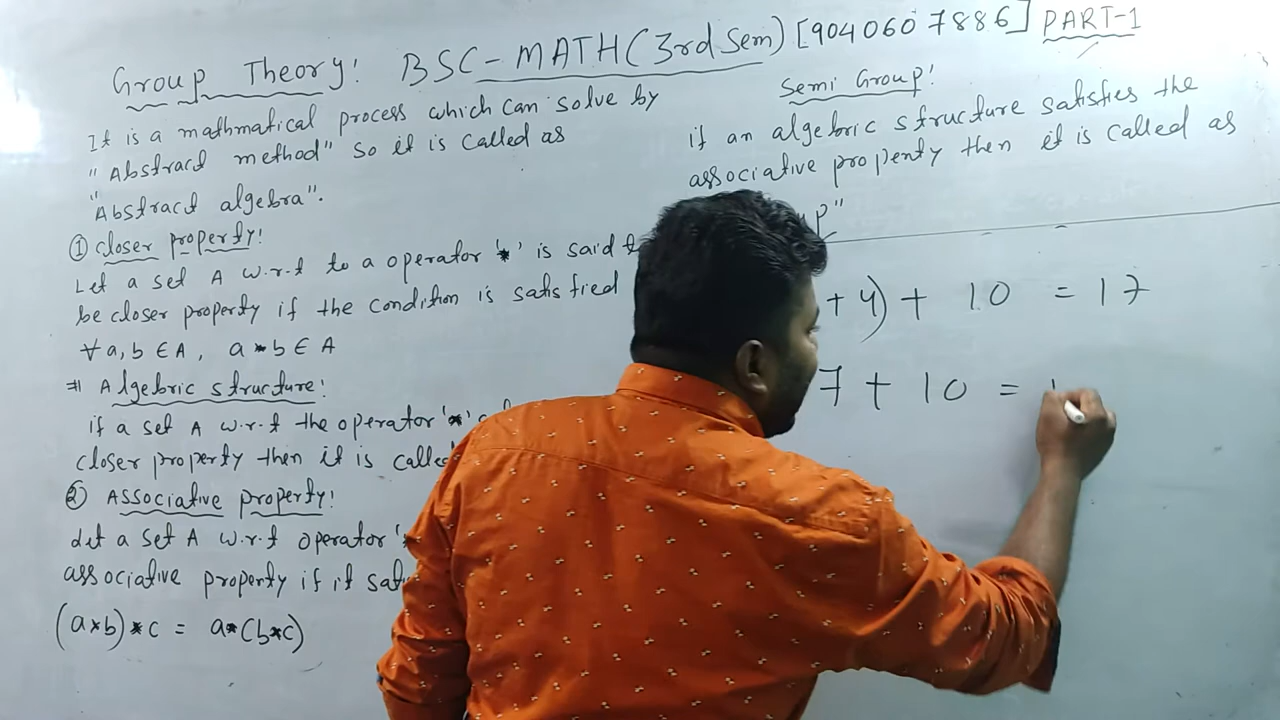 Group Theory! BSC-MATH(3rd Sem) [9040607886] PART-1
It is a mathmatical process which can solve by
"Abstract method" so it is called as
"Abstract algebra".
① closer property!
Let a set A w.r.t to a operator '*' is said
be closer property if the condition is satisfied
∀ a, b ∈ A, a * b ∈ A
⇒ Algebric structure!
if a set A w.r.t the operator '*'
closer property then it is called
② Associative property!
Let a set A w.r.t operator
associative property if it
(a*b)*c = a*(b*c)
Semi Group!
if an algebric structure satisfies the
associative property then it is called as
+ 4) + 10 = 17
7 + 10 =